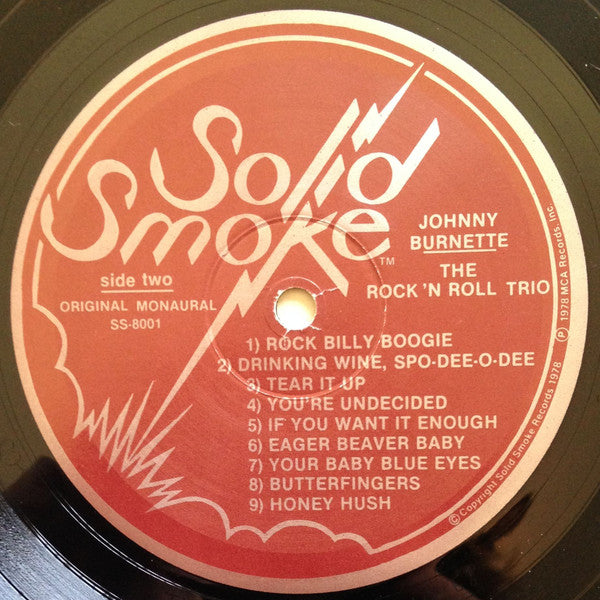 Solid
Smoke™
side two
ORIGINAL MONAURAL
SS-8001
JOHNNY
BURNETTE
THE
ROCK 'N ROLL TRIO
1) ROCK BILLY BOOGIE
2) DRINKING WINE, SPO-DEE-O-DEE
3) TEAR IT UP
4) YOU'RE UNDECIDED
5) IF YOU WANT IT ENOUGH
6) EAGER BEAVER BABY
7) YOUR BABY BLUE EYES
8) BUTTERFINGERS
9) HONEY HUSH
©Copyright Solid Smoke Records 1978
℗ 1978 MCA Records, Inc.